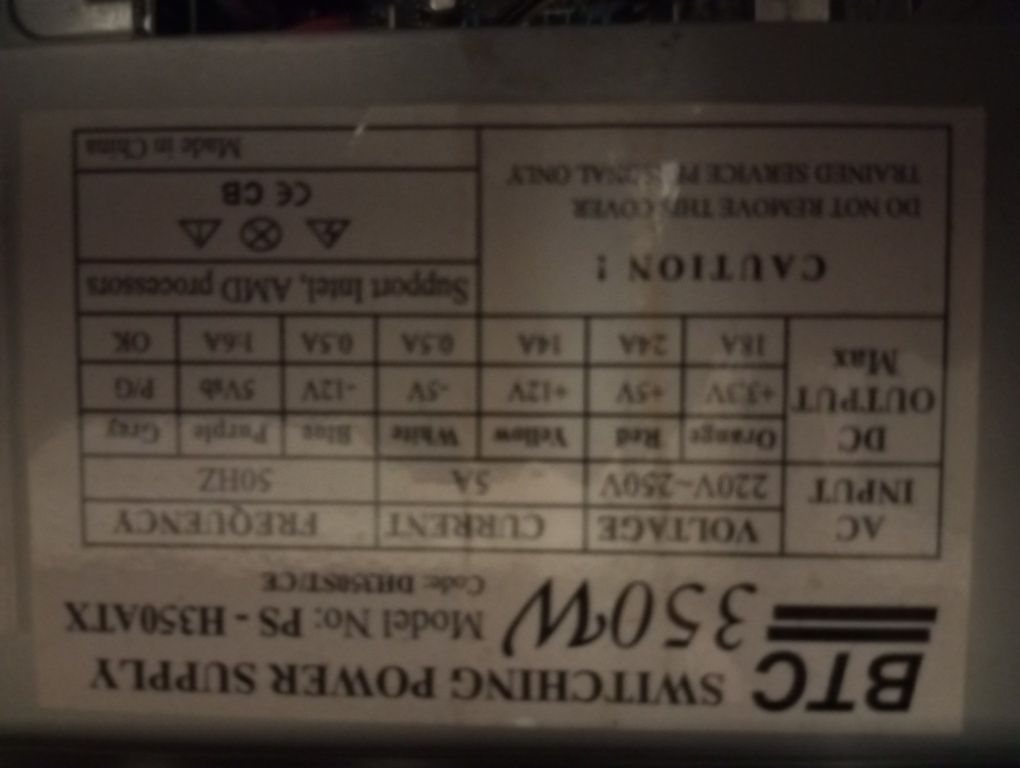 BTC SWITCHING POWER SUPPLY
350W Model No: PS - H350ATX
Code: DH350ST/CE
AC INPUT VOLTAGE CURRENT FREQUENCY
220V~250V 5A 50HZ
DC OUTPUT Max Orange Red Yellow White Blue Purple Grey
+3.3V +5V +12V -5V -12V 5Vsb P/G
18A 24A 14A 0.5A 0.5A 1.6A OK
CAUTION !
DO NOT REMOVE THIS COVER
TRAINED SERVICE PERSONAL ONLY
Support Intel, AMD processors
CE CB
Made in China